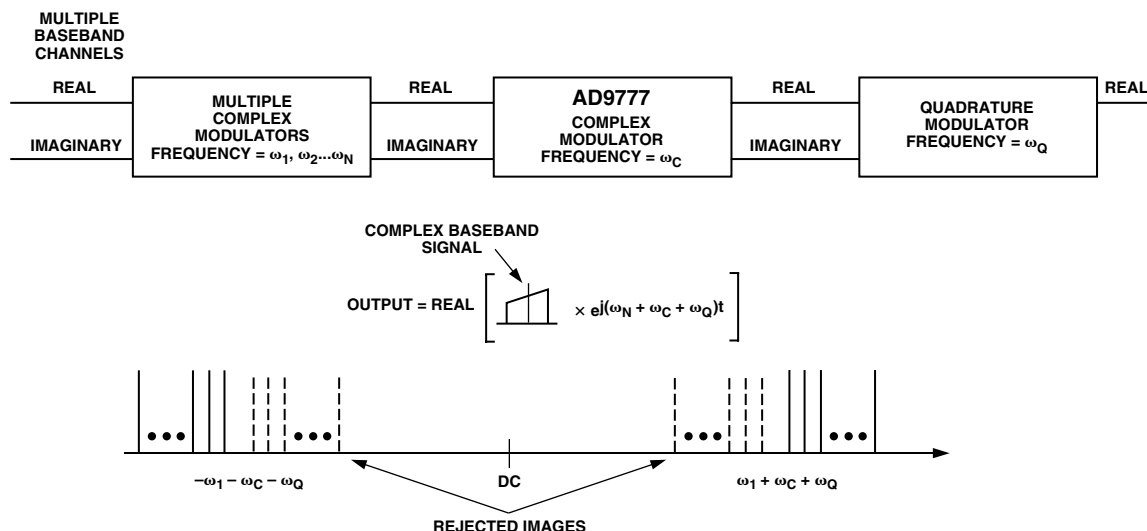 MULTIPLE
BASEBAND
CHANNELS
REAL
IMAGINARY
MULTIPLE
COMPLEX
MODULATORS
FREQUENCY = ω1, ω2...ωN
REAL
IMAGINARY
AD9777
COMPLEX
MODULATOR
FREQUENCY = ωC
REAL
IMAGINARY
QUADRATURE
MODULATOR
FREQUENCY = ωQ
REAL
COMPLEX BASEBAND
SIGNAL
OUTPUT = REAL
× ej(ωN + ωC + ωQ)t
–ω1 – ωC – ωQ
DC
ω1 + ωC + ωQ
REJECTED IMAGES